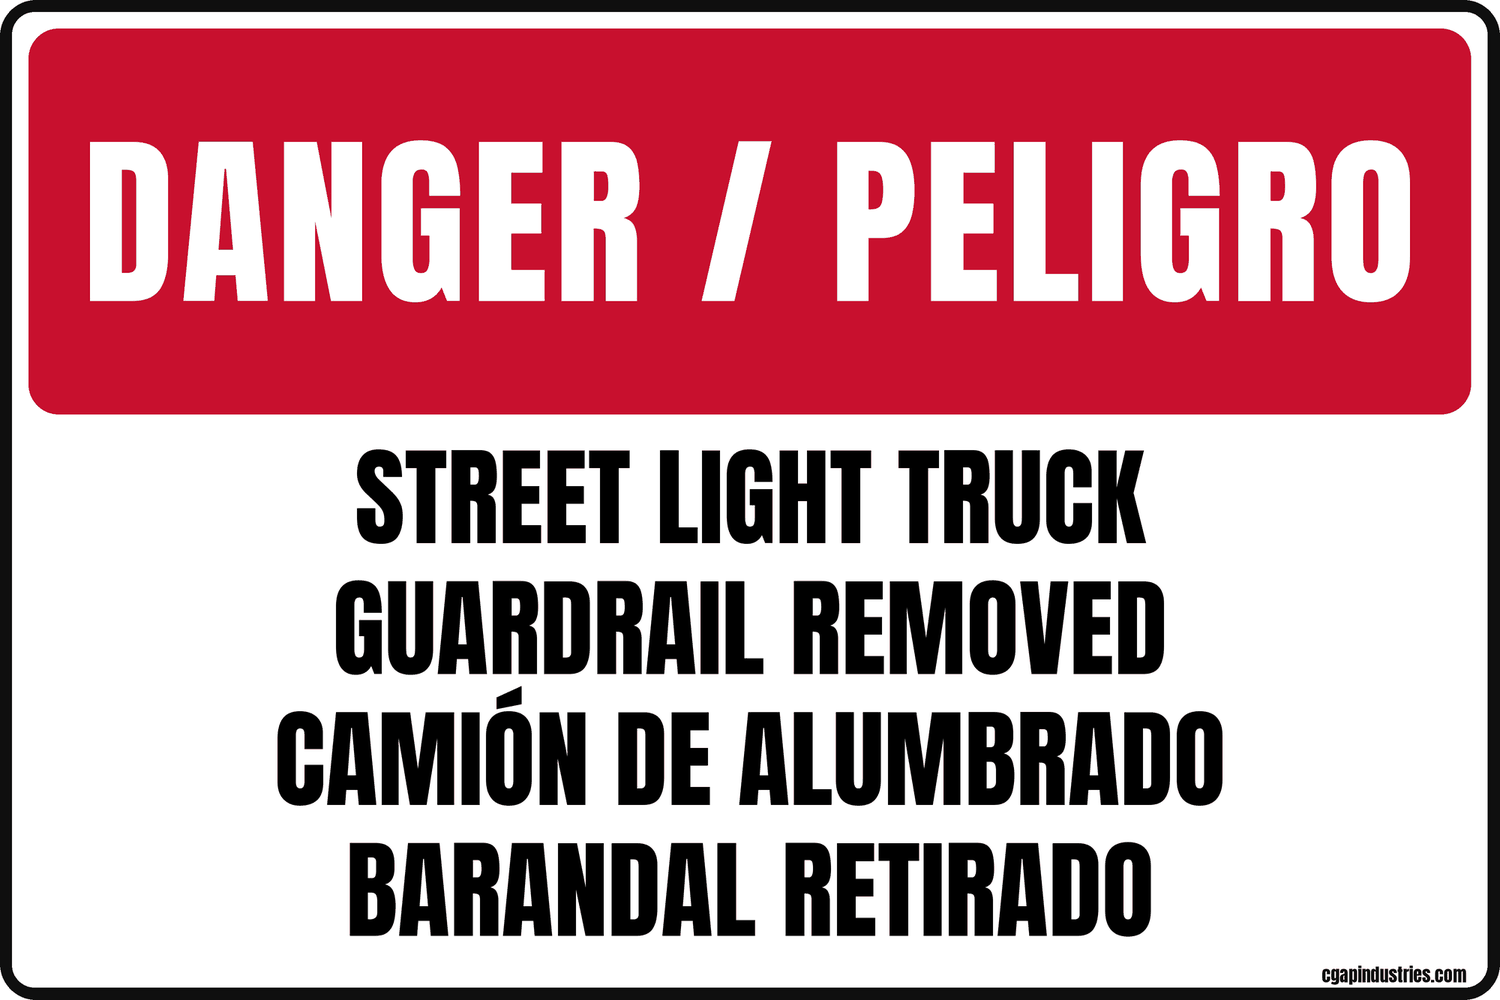 DANGER / PELIGRO
STREET LIGHT TRUCK
GUARDRAIL REMOVED
CAMIÓN DE ALUMBRADO
BARANDAL RETIRADO
cgapindustries.com